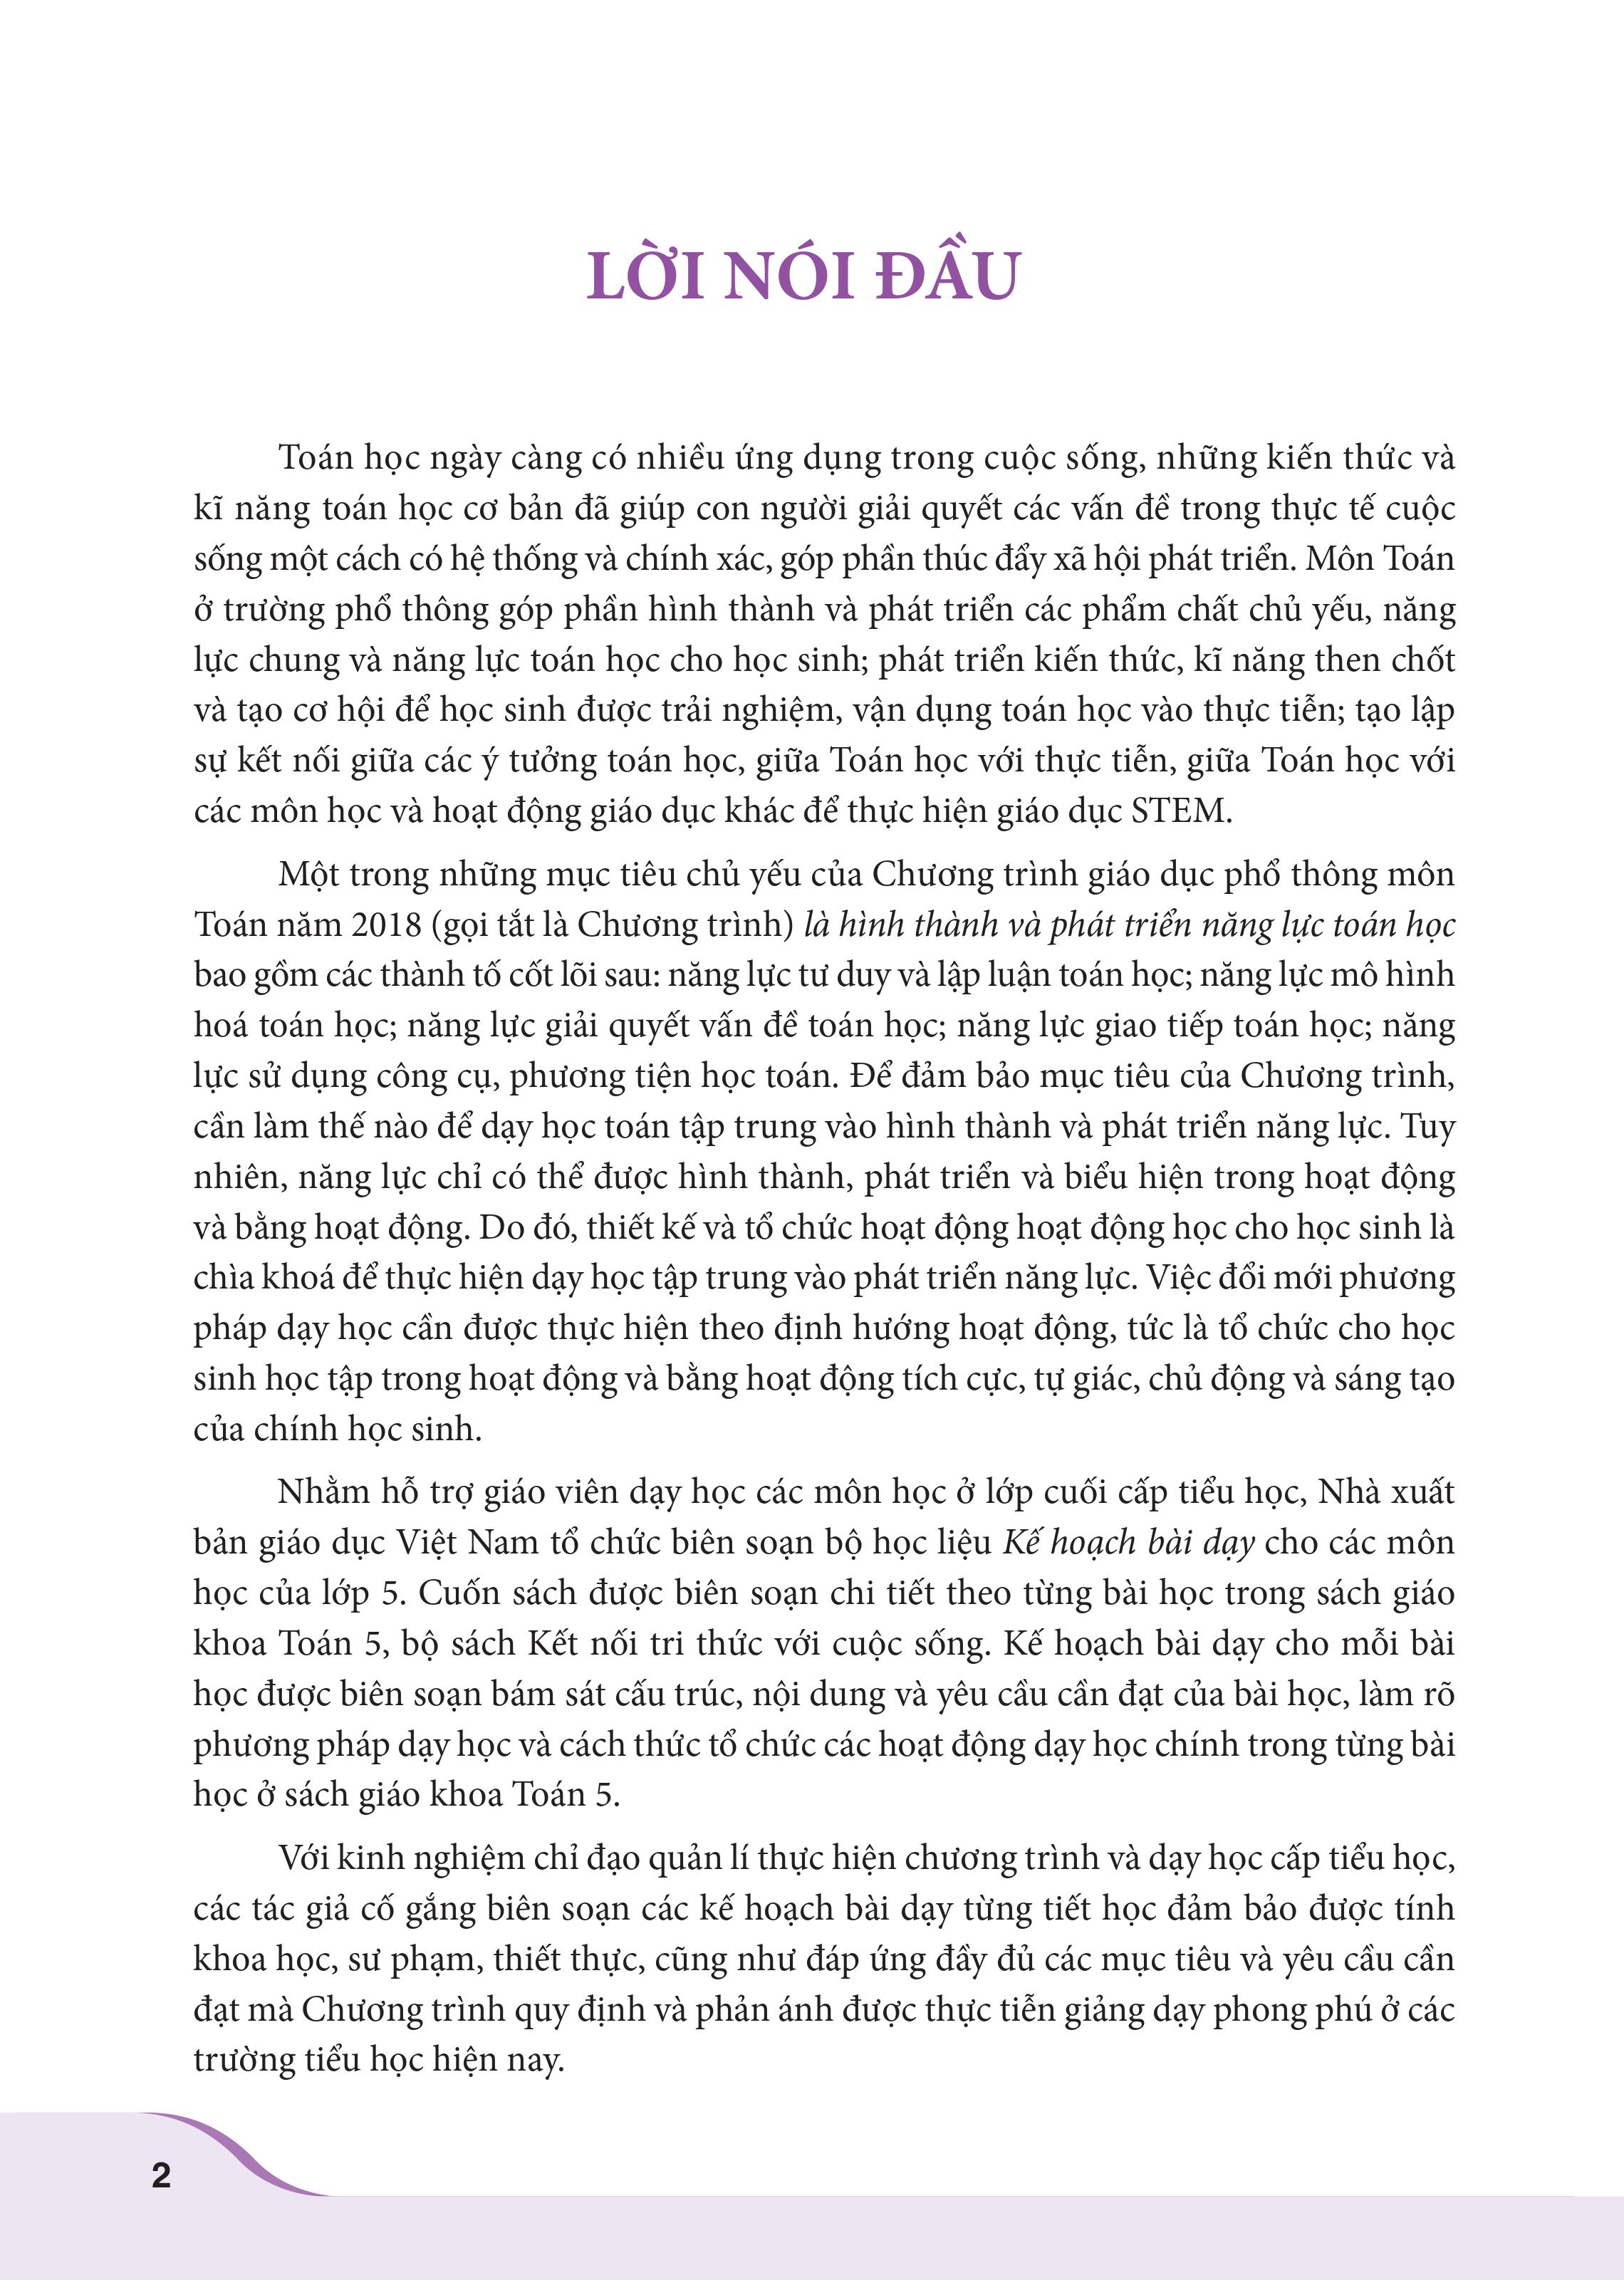 LỜI NÓI ĐẦU
Toán học ngày càng có nhiều ứng dụng trong cuộc sống, những kiến thức và
kĩ năng toán học cơ bản đã giúp con người giải quyết các vấn đề trong thực tế cuộc
sống một cách có hệ thống và chính xác, góp phần thúc đẩy xã hội phát triển. Môn Toán
ở trường phổ thông góp phần hình thành và phát triển các phẩm chất chủ yếu, năng
lực chung và năng lực toán học cho học sinh; phát triển kiến thức, kĩ năng then chốt
và tạo cơ hội để học sinh được trải nghiệm, vận dụng toán học vào thực tiễn; tạo lập
sự kết nối giữa các ý tưởng toán học, giữa Toán học với thực tiễn, giữa Toán học với
các môn học và hoạt động giáo dục khác để thực hiện giáo dục STEM.
Một trong những mục tiêu chủ yếu của Chương trình giáo dục phổ thông môn
Toán năm 2018 (gọi tắt là Chương trình) là hình thành và phát triển năng lực toán học
bao gồm các thành tố cốt lõi sau: năng lực tư duy và lập luận toán học; năng lực mô hình
hoá toán học; năng lực giải quyết vấn đề toán học; năng lực giao tiếp toán học; năng
lực sử dụng công cụ, phương tiện học toán. Để đảm bảo mục tiêu của Chương trình,
cần làm thế nào để dạy học toán tập trung vào hình thành và phát triển năng lực. Tuy
nhiên, năng lực chỉ có thể được hình thành, phát triển và biểu hiện trong hoạt động
và bằng hoạt động. Do đó, thiết kế và tổ chức hoạt động hoạt động học cho học sinh là
chìa khoá để thực hiện dạy học tập trung vào phát triển năng lực. Việc đổi mới phương
pháp dạy học cần được thực hiện theo định hướng hoạt động, tức là tổ chức cho học
sinh học tập trong hoạt động và bằng hoạt động tích cực, tự giác, chủ động và sáng tạo
của chính học sinh.
Nhằm hỗ trợ giáo viên dạy học các môn học ở lớp cuối cấp tiểu học, Nhà xuất
bản giáo dục Việt Nam tổ chức biên soạn bộ học liệu Kế hoạch bài dạy cho các môn
học của lớp 5. Cuốn sách được biên soạn chi tiết theo từng bài học trong sách giáo
khoa Toán 5, bộ sách Kết nối tri thức với cuộc sống. Kế hoạch bài dạy cho mỗi bài
học được biên soạn bám sát cấu trúc, nội dung và yêu cầu cần đạt của bài học, làm rõ
phương pháp dạy học và cách thức tổ chức các hoạt động dạy học chính trong từng bài
học ở sách giáo khoa Toán 5.
Với kinh nghiệm chỉ đạo quản lí thực hiện chương trình và dạy học cấp tiểu học,
các tác giả cố gắng biên soạn các kế hoạch bài dạy từng tiết học đảm bảo được tính
khoa học, sư phạm, thiết thực, cũng như đáp ứng đầy đủ các mục tiêu và yêu cầu cần
đạt mà Chương trình quy định và phản ánh được thực tiễn giảng dạy phong phú ở các
trường tiểu học hiện nay.
2